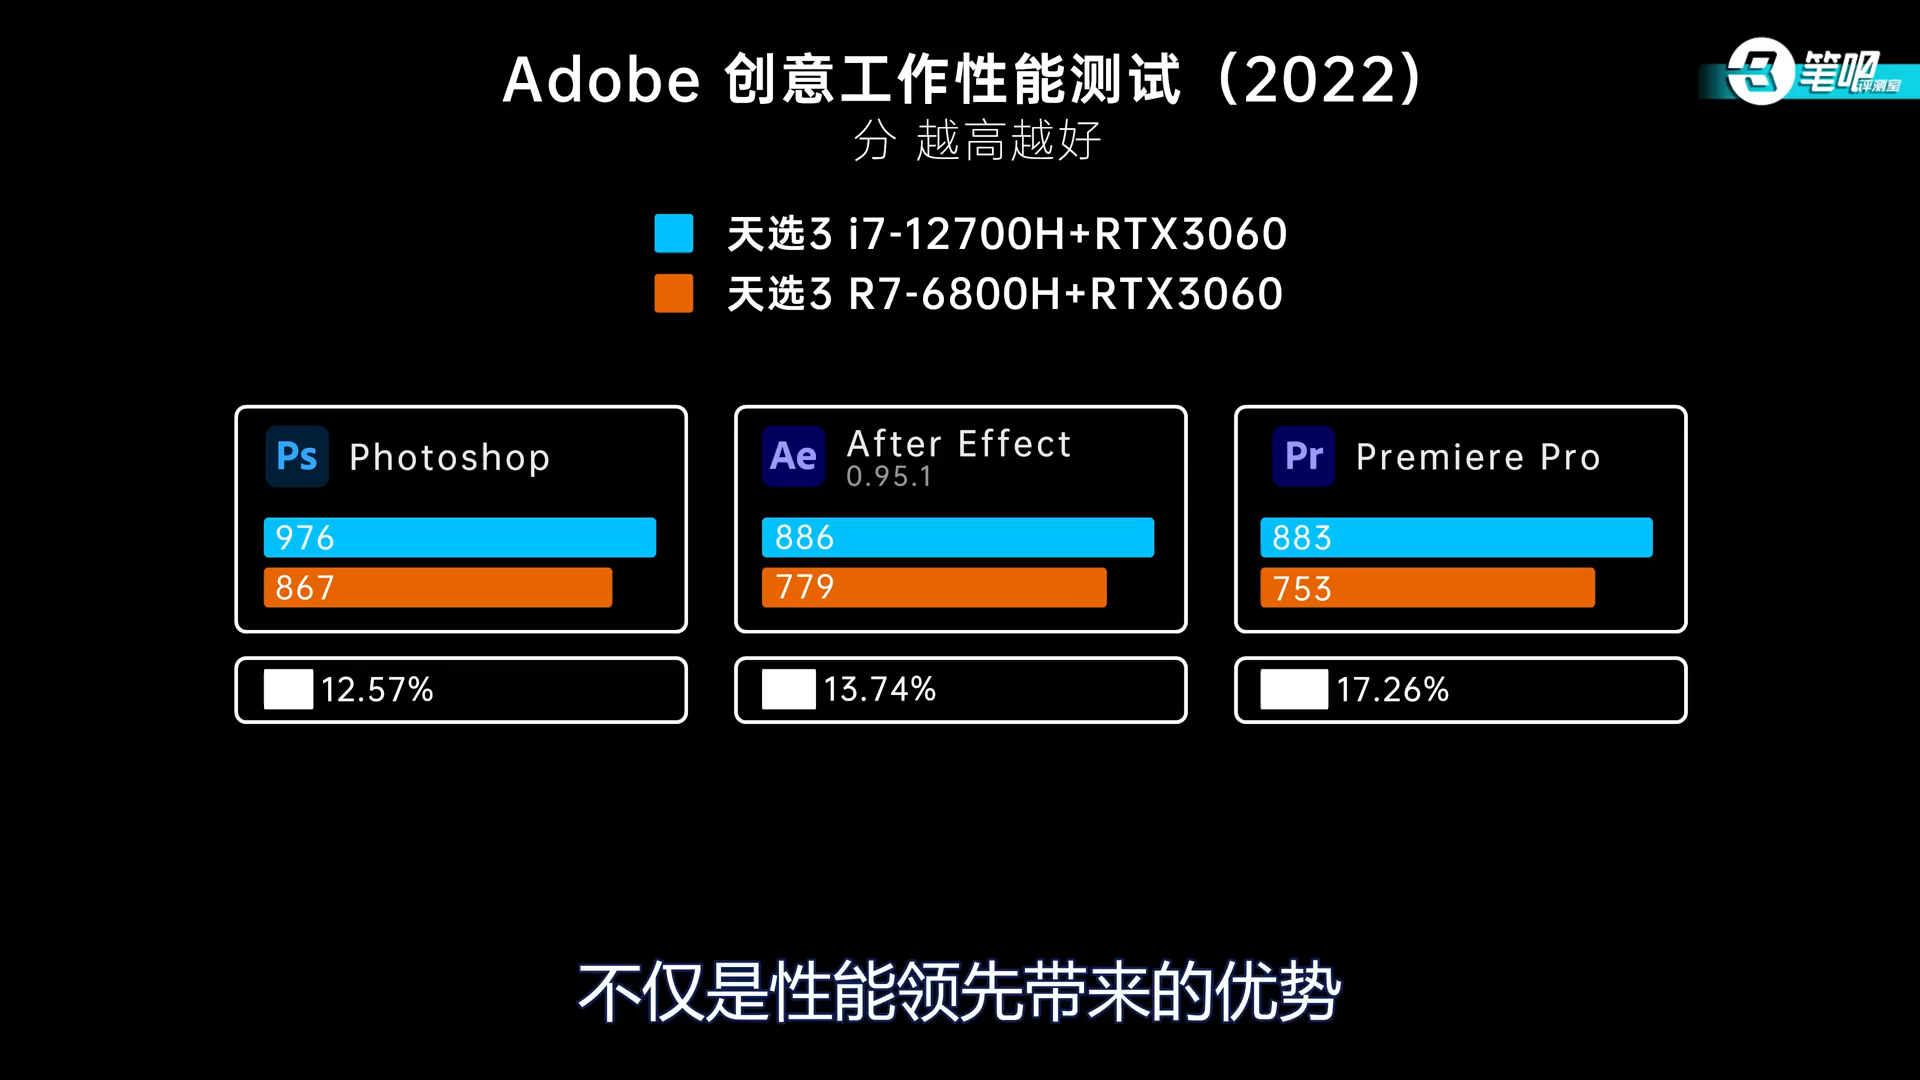 Adobe 创意工作性能测试（2022）
分 越高越好
笔吧
评测室
天选3 i7-12700H+RTX3060
天选3 R7-6800H+RTX3060
Ps Photoshop
976
867
12.57%
Ae After Effect
0.95.1
886
779
13.74%
Pr Premiere Pro
883
753
17.26%
不仅是性能领先带来的优势